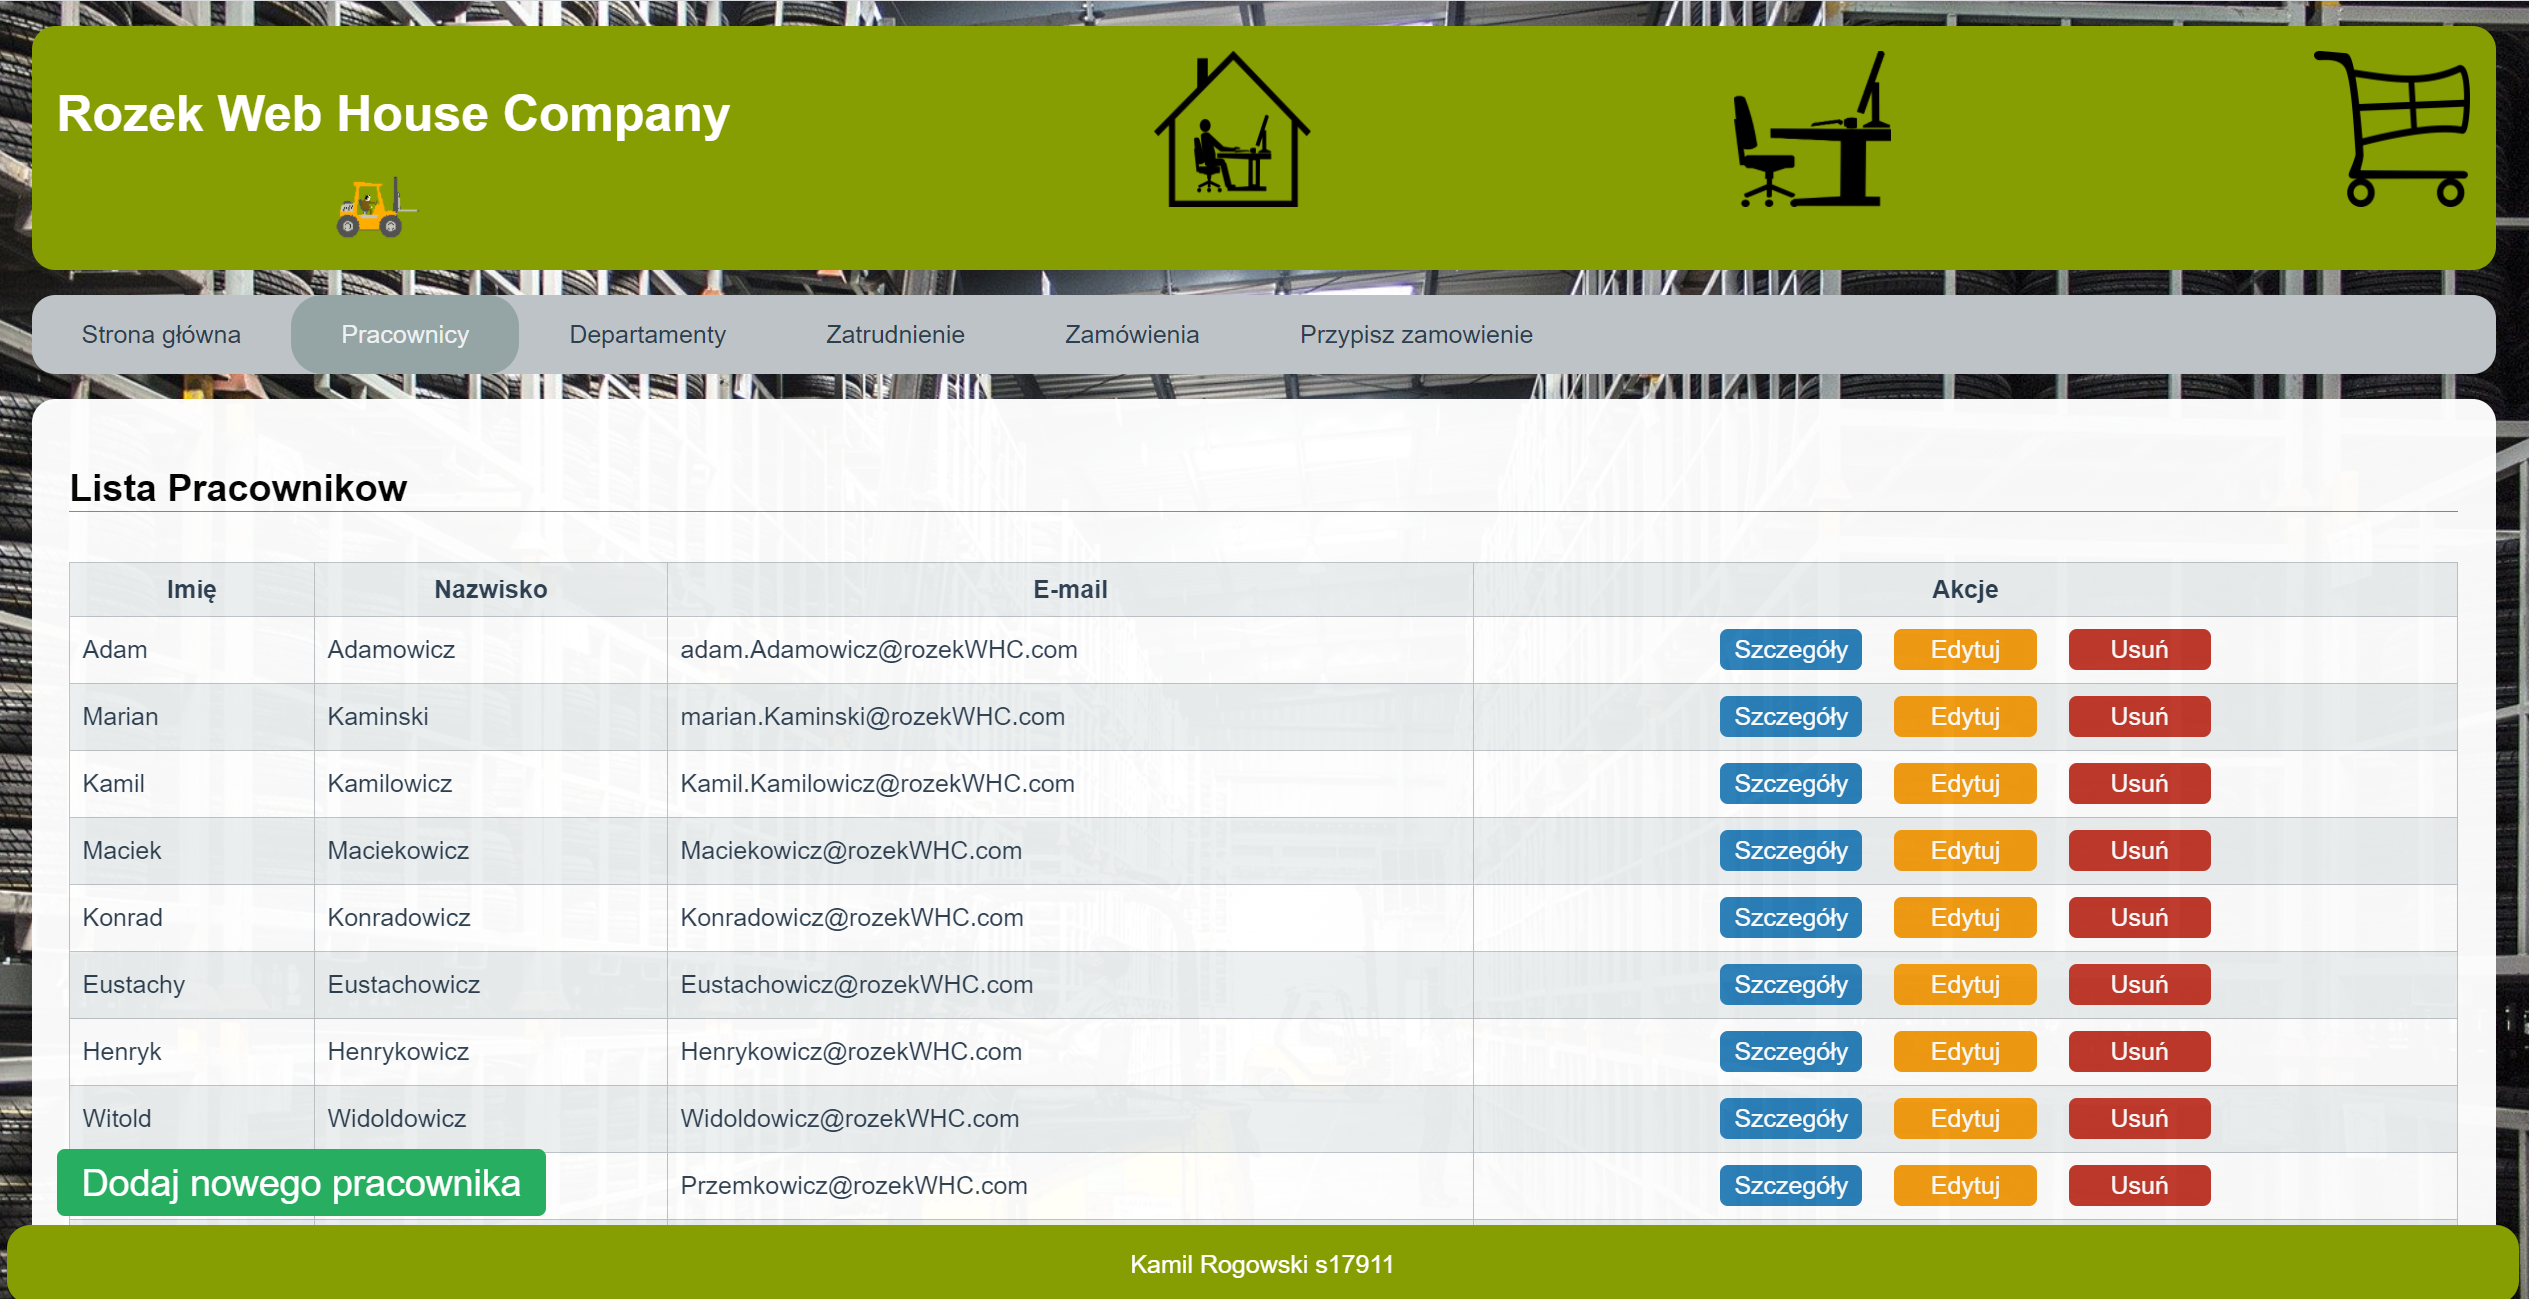 Rozek Web House Company
Strona główna Pracownicy Departamenty Zatrudnienie Zamówienia Przypisz zamowienie
Lista Pracownikow
Imię Nazwisko E-mail Akcje
Adam Adamowicz adam.Adamowicz@rozekWHC.com Szczegóły Edytuj Usuń
Marian Kaminski marian.Kaminski@rozekWHC.com Szczegóły Edytuj Usuń
Kamil Kamilowicz Kamil.Kamilowicz@rozekWHC.com Szczegóły Edytuj Usuń
Maciek Maciekowicz Maciekowicz@rozekWHC.com Szczegóły Edytuj Usuń
Konrad Konradowicz Konradowicz@rozekWHC.com Szczegóły Edytuj Usuń
Eustachy Eustachowicz Eustachowicz@rozekWHC.com Szczegóły Edytuj Usuń
Henryk Henrykowicz Henrykowicz@rozekWHC.com Szczegóły Edytuj Usuń
Witold Widoldowicz Widoldowicz@rozekWHC.com Szczegóły Edytuj Usuń
Dodaj nowego pracownika Przemkowicz@rozekWHC.com Szczegóły Edytuj Usuń
Kamil Rogowski s17911